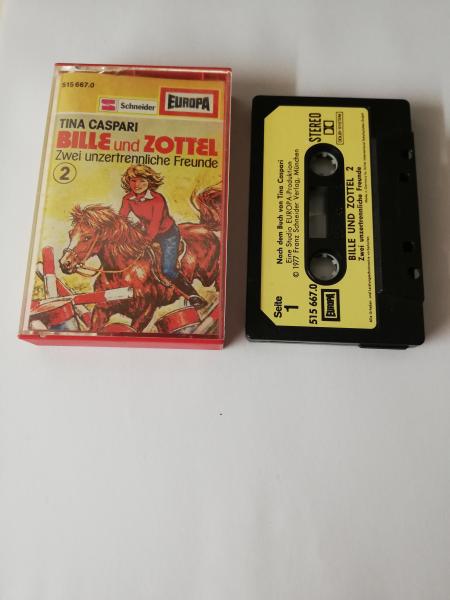 515 667.0
S Schneider
EUROPA
TINA CASPARI
BILLE und ZOTTEL
Zwei unzertrennliche Freunde
2
STEREO
DOLBY SYSTEM
Nach dem Buch von Tina Caspari
Eine Studio EUROPA-Produktion
© 1977 Franz Schneider Verlag, München
BILLE UND ZOTTEL 2
Zwei unzertrennliche Freunde
Seite
1
515 667.0
EUROPA